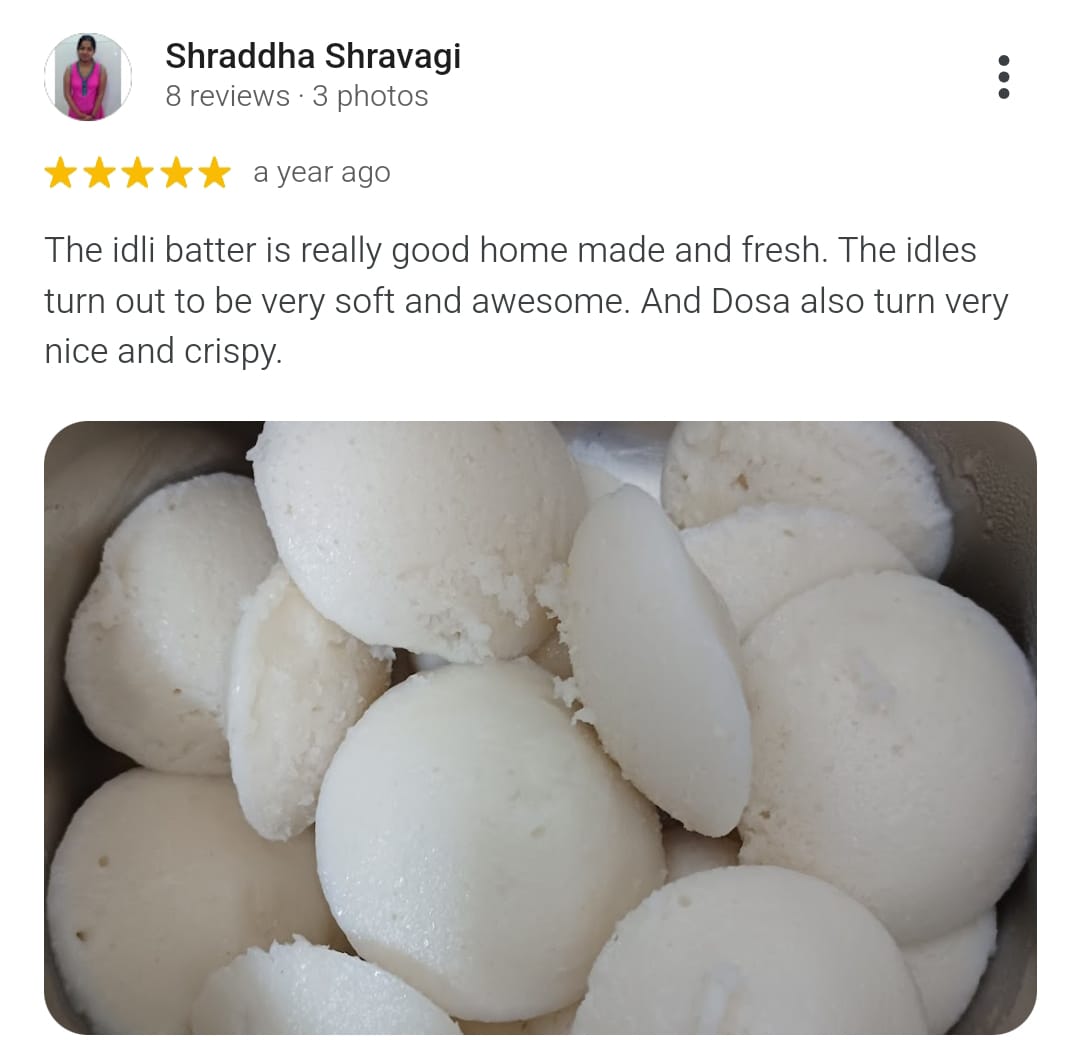 Shraddha Shravagi
8 reviews · 3 photos
a year ago
The idli batter is really good home made and fresh. The idles
turn out to be very soft and awesome. And Dosa also turn very
nice and crispy.